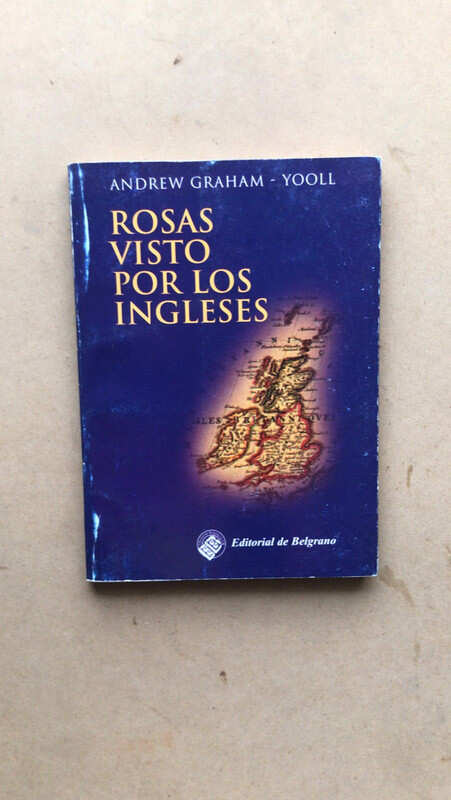 ANDREW GRAHAM - YOOLL
ROSAS
VISTO
POR LOS
INGLESES
Editorial de Belgrano